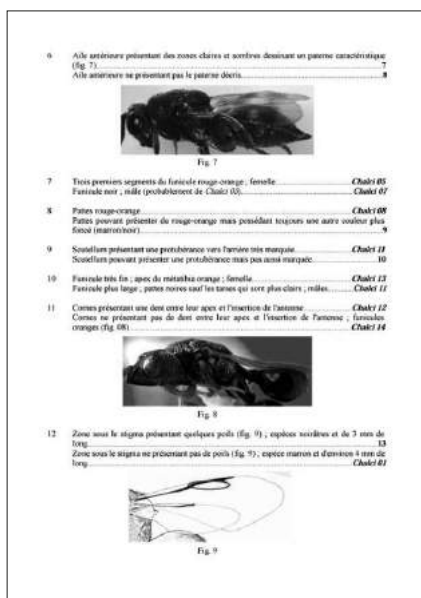 6 Aile antérieure présentant des zones claires et sombres dessinant un paterne caractéristique
(fig. 7) 7
Aile antérieure ne présentant pas le paterne décris 8
Fig. 7
7 Trois premiers segments du funicule rouge-orange ; femelle Chalci 05
Funicule noir ; mâle (probablement de Chalci 05) Chalci 07
8 Pattes rouge-orange Chalci 08
Pattes pouvant présenter du rouge-orange mais possédant toujours une autre couleur plus
foncé (marron/noir) 9
9 Scutellum présentant une protubérance vers l'arrière très marquée Chalci 11
Scutellum pouvant présenter une protubérance mais pas aussi marquée 10
10 Funicule très fin ; apex du métatibia orange ; femelle Chalci 13
Funicule plus large ; pattes noires sauf les tarses qui sont plus clairs ; mâles Chalci 11
11 Cornes présentant une dent entre leur apex et l'insertion de l'antenne Chalci 12
Cornes ne présentant pas de dent entre leur apex et l'insertion de l'antenne ; funicules
oranges (fig. 08) Chalci 14
Fig. 8
12 Zone sous le stigma présentant quelques poils (fig. 9) ; espèces noirâtres et de 3 mm de
long 13
Zone sous le stigma ne présentant pas de poils (fig. 9) ; espèce marron et d'environ 4 mm de
long Chalci 01
Fig. 9